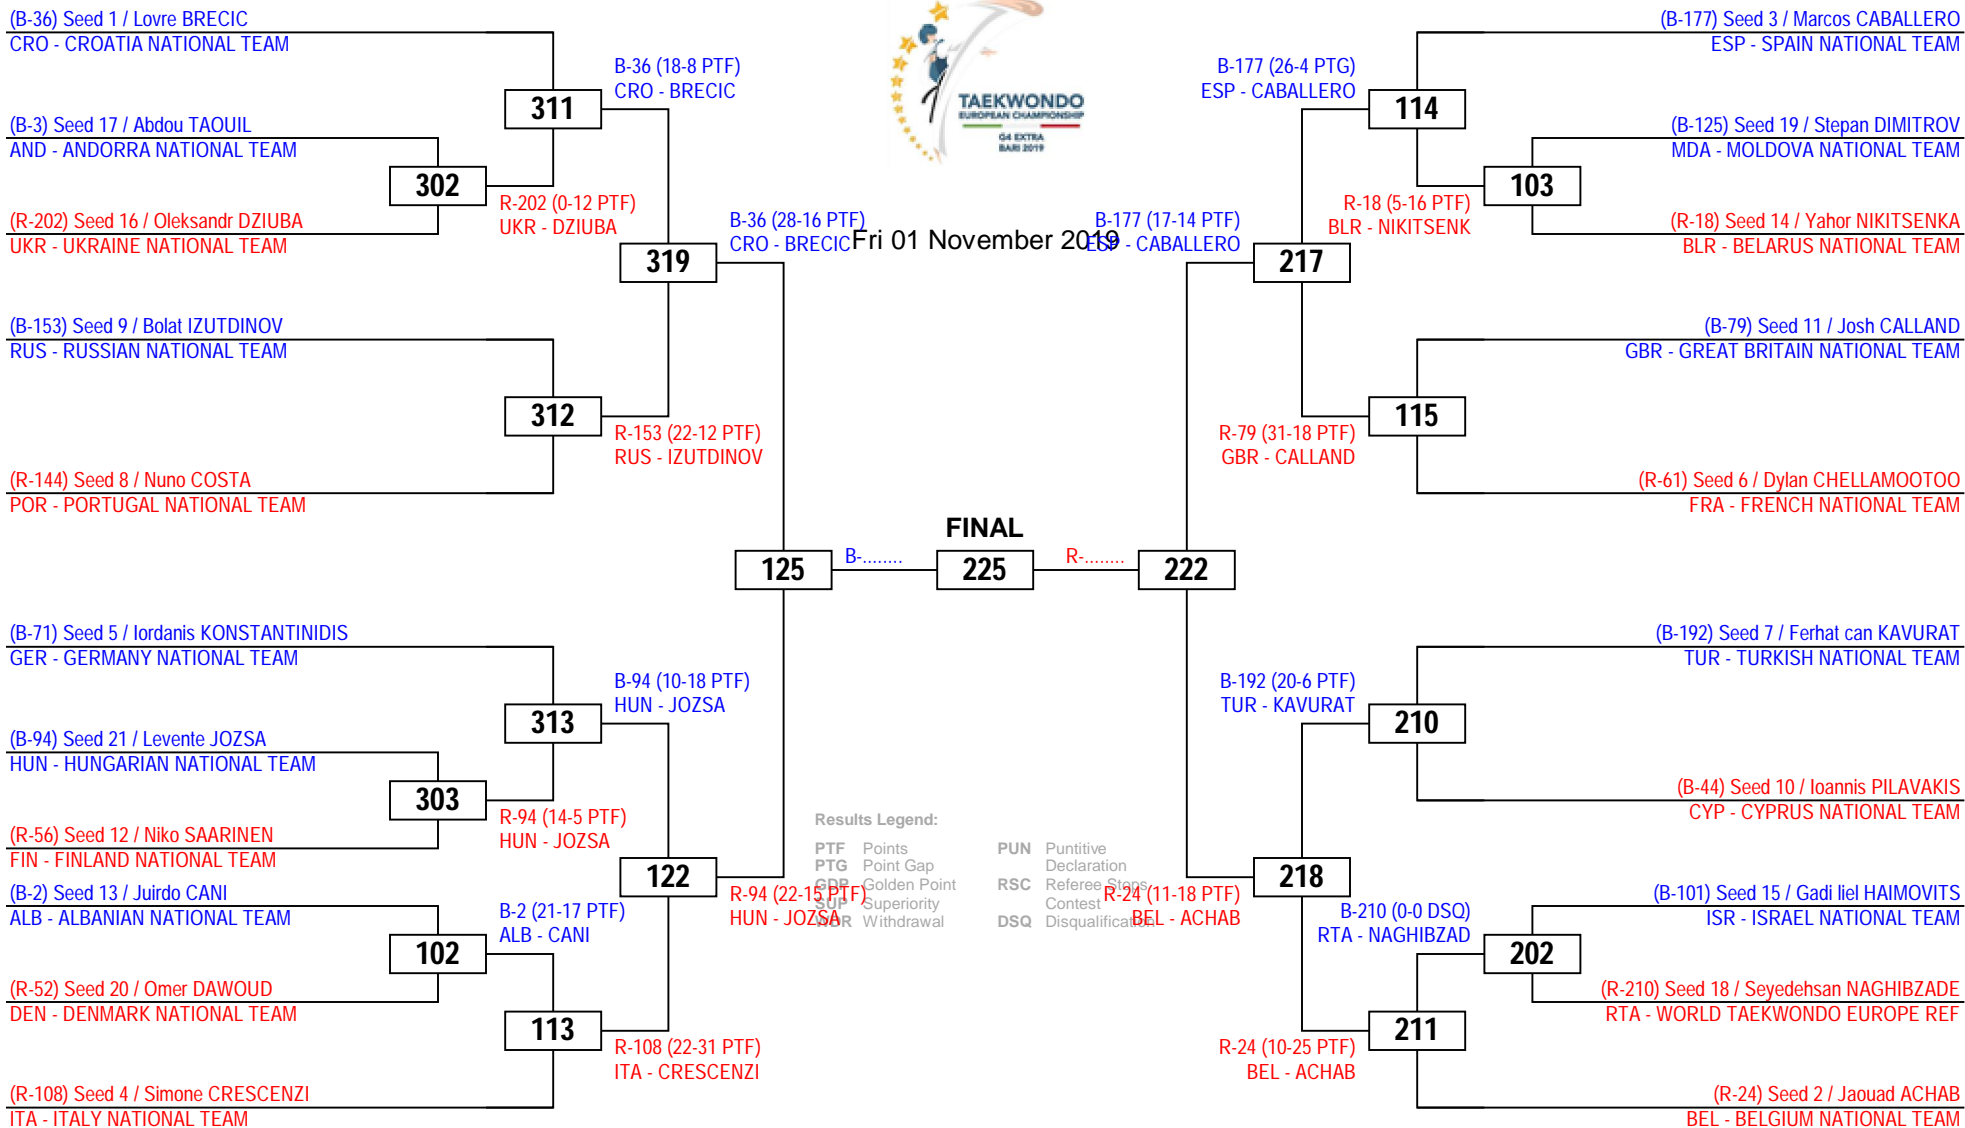 (B-36) Seed 1 / Lovre BRECIC
CRO - CROATIA NATIONAL TEAM
B-36 (18-8 PTF)
CRO - BRECIC
311
(B-3) Seed 17 / Abdou TAOUIL
AND - ANDORRA NATIONAL TEAM
302
(R-202) Seed 16 / Oleksandr DZIUBA
UKR - UKRAINE NATIONAL TEAM
R-202 (0-12 PTF)
UKR - DZIUBA
B-36 (28-16 PTF)
CRO - BRECIC
319
(B-153) Seed 9 / Bolat IZUTDINOV
RUS - RUSSIAN NATIONAL TEAM
312
R-153 (22-12 PTF)
RUS - IZUTDINOV
(R-144) Seed 8 / Nuno COSTA
POR - PORTUGAL NATIONAL TEAM
125
B-........
(B-71) Seed 5 / Iordanis KONSTANTINIDIS
GER - GERMANY NATIONAL TEAM
B-94 (10-18 PTF)
HUN - JOZSA
313
(B-94) Seed 21 / Levente JOZSA
HUN - HUNGARIAN NATIONAL TEAM
303
R-94 (14-5 PTF)
HUN - JOZSA
(R-56) Seed 12 / Niko SAARINEN
FIN - FINLAND NATIONAL TEAM
122
R-94 (22-15 PTF)
HUN - JOZSA
(B-2) Seed 13 / Juirdo CANI
ALB - ALBANIAN NATIONAL TEAM
B-2 (21-17 PTF)
ALB - CANI
102
(R-52) Seed 20 / Omer DAWOUD
DEN - DENMARK NATIONAL TEAM
113
R-108 (22-31 PTF)
ITA - CRESCENZI
(R-108) Seed 4 / Simone CRESCENZI
ITA - ITALY NATIONAL TEAM
TAEKWONDO
EUROPEAN CHAMPIONSHIP
G4 EXTRA
BARI 2019
Fri 01 November 2019
FINAL
225
Results Legend:
PTF Points
PTG Point Gap
GDP Golden Point
SUP Superiority
WDR Withdrawal
PUN Puntitive
Declaration
RSC Referee Stops
Contest
DSQ Disqualification
(B-177) Seed 3 / Marcos CABALLERO
ESP - SPAIN NATIONAL TEAM
B-177 (26-4 PTG)
ESP - CABALLERO
114
(B-125) Seed 19 / Stepan DIMITROV
MDA - MOLDOVA NATIONAL TEAM
103
R-18 (5-16 PTF)
BLR - NIKITSENK
(R-18) Seed 14 / Yahor NIKITSENKA
BLR - BELARUS NATIONAL TEAM
B-177 (17-14 PTF)
ESP - CABALLERO
217
(B-79) Seed 11 / Josh CALLAND
GBR - GREAT BRITAIN NATIONAL TEAM
115
R-79 (31-18 PTF)
GBR - CALLAND
(R-61) Seed 6 / Dylan CHELLAMOOTOO
FRA - FRENCH NATIONAL TEAM
R-........
222
(B-192) Seed 7 / Ferhat can KAVURAT
TUR - TURKISH NATIONAL TEAM
B-192 (20-6 PTF)
TUR - KAVURAT
210
(B-44) Seed 10 / Ioannis PILAVAKIS
CYP - CYPRUS NATIONAL TEAM
218
R-24 (11-18 PTF)
BEL - ACHAB
(B-101) Seed 15 / Gadi liel HAIMOVITS
ISR - ISRAEL NATIONAL TEAM
B-210 (0-0 DSQ)
RTA - NAGHIBZAD
202
(R-210) Seed 18 / Seyedehsan NAGHIBZADE
RTA - WORLD TAEKWONDO EUROPE REF
211
R-24 (10-25 PTF)
BEL - ACHAB
(R-24) Seed 2 / Jaouad ACHAB
BEL - BELGIUM NATIONAL TEAM